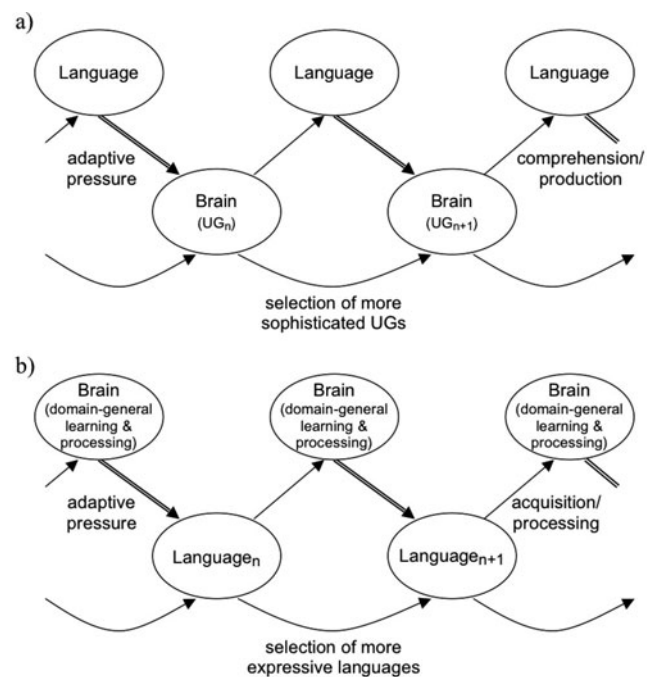 a)
Language
Language
Language
adaptive
pressure
comprehension/
production
Brain
(UGn)
Brain
(UGn+1)
selection of more
sophisticated UGs
b)
Brain
(domain-general
learning &
processing)
Brain
(domain-general
learning &
processing)
Brain
(domain-general
learning &
processing)
adaptive
pressure
acquisition/
processing
Languagen
Languagen+1
selection of more
expressive languages